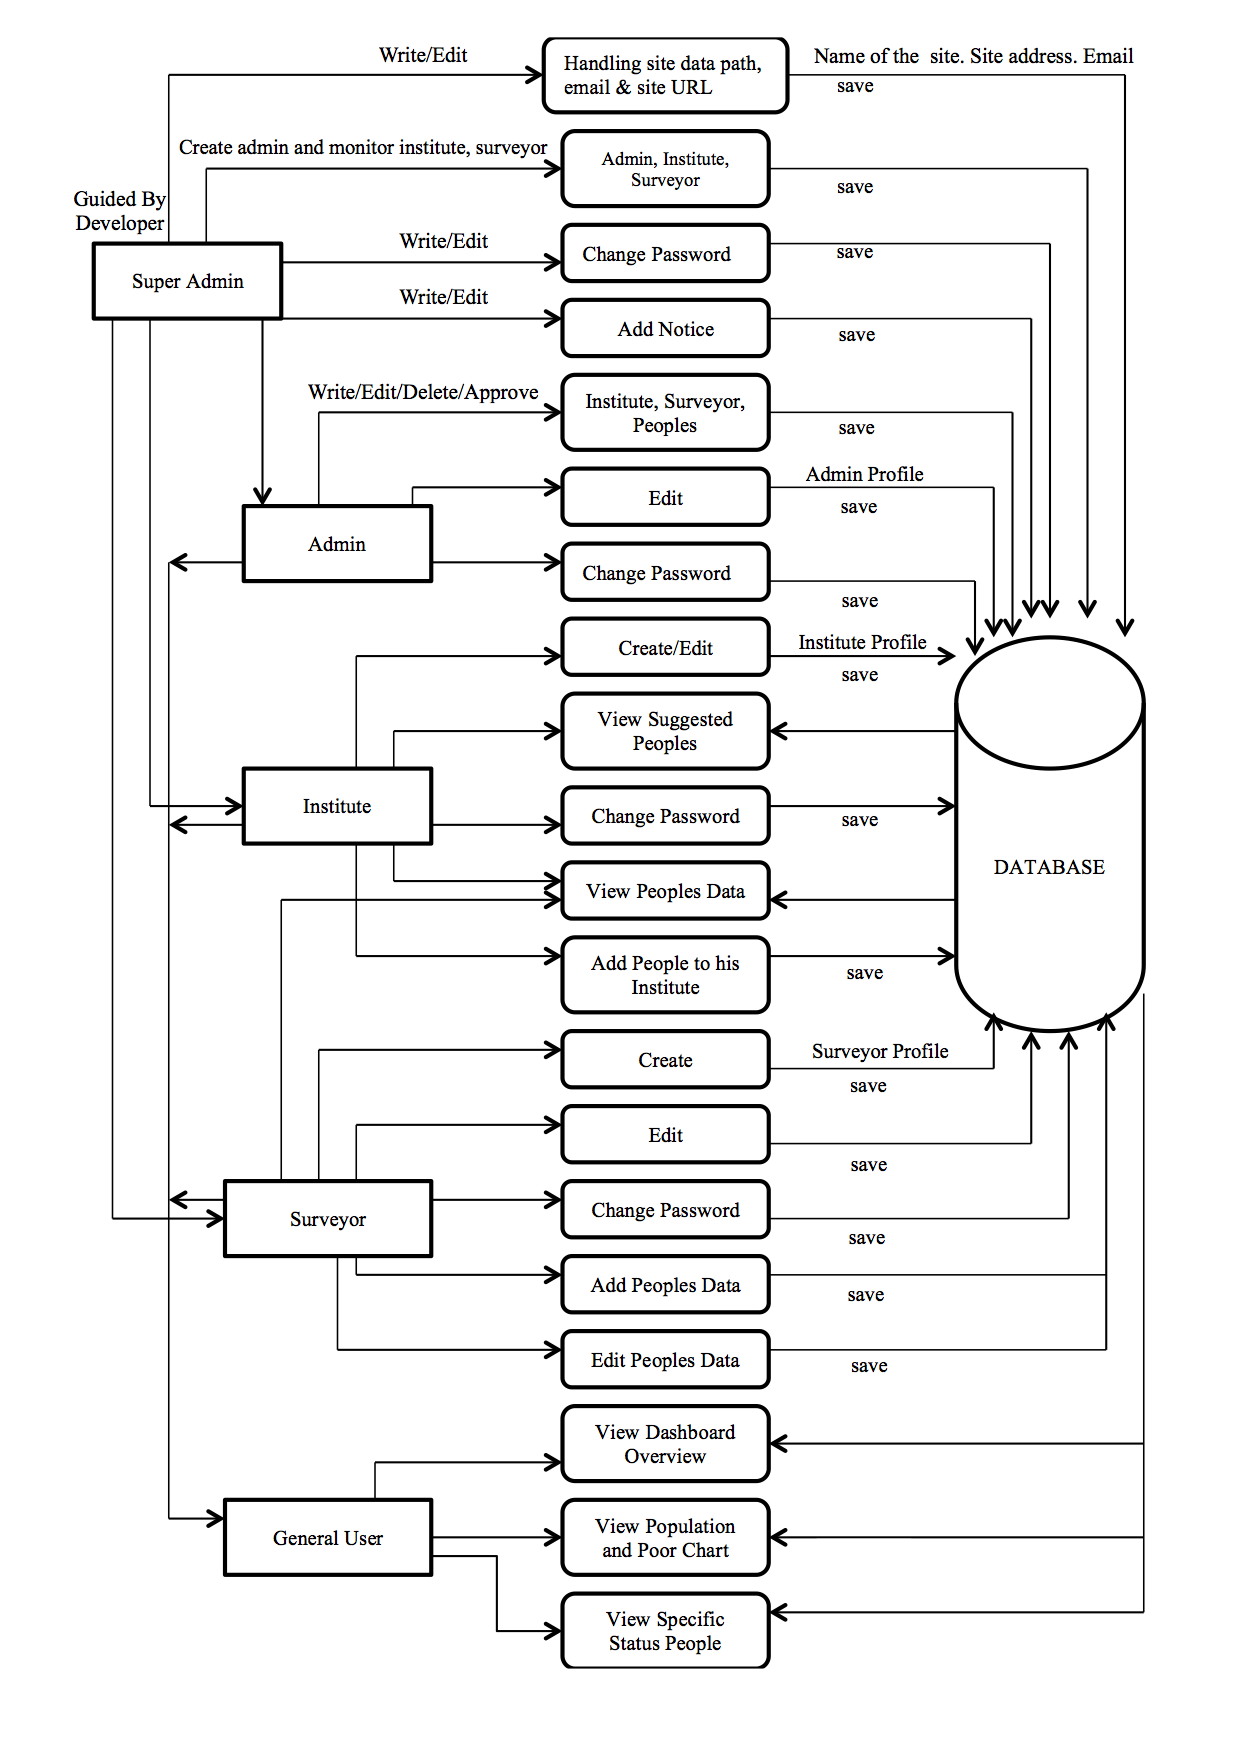 Write/Edit
Handling site data path,
email & site URL
Name of the site. Site address. Email
save
Create admin and monitor institute, surveyor
Admin, Institute,
Surveyor
save
Guided By
Developer
Super Admin
Write/Edit
Change Password
save
Write/Edit
Add Notice
save
Write/Edit/Delete/Approve
Institute, Surveyor,
Peoples
save
Admin Profile
Edit
save
Admin
Change Password
save
Create/Edit
Institute Profile
save
View Suggested
Peoples
Institute
Change Password
save
DATABASE
View Peoples Data
Add People to his
Institute
save
Create
Surveyor Profile
save
Edit
save
Surveyor
Change Password
save
Add Peoples Data
save
Edit Peoples Data
save
View Dashboard
Overview
General User
View Population
and Poor Chart
View Specific
Status People